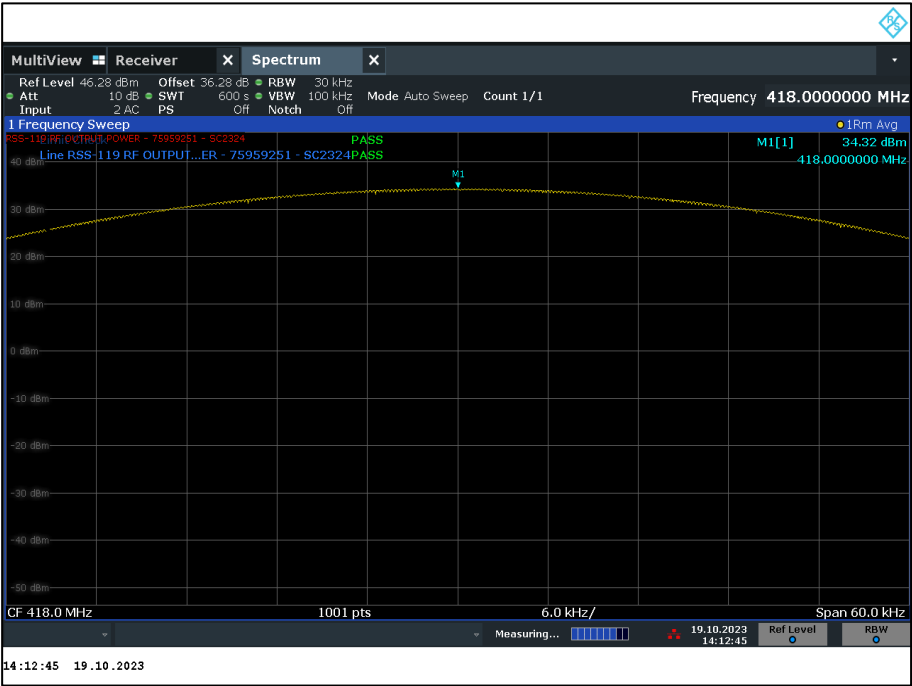 R&S
MultiView Receiver X Spectrum X
Ref Level 46.28 dBm Offset 36.28 dB RBW 30 kHz
Att 10 dB SWT 600 s VBW 100 kHz Mode Auto Sweep Count 1/1 Frequency 418.0000000 MHz
Input 2 AC PS Off Notch Off
1 Frequency Sweep 1Rm Avg
RSS-119 RF OUTPUT POWER - 75959251 - SC2324 PASS M1[1] 34.32 dBm
Line RSS-119 RF OUTPUT...ER - 75959251 - SC2324 PASS 418.0000000 MHz
40 dBm
M1
30 dBm
20 dBm
10 dBm
0 dBm
-10 dBm
-20 dBm
-30 dBm
-40 dBm
-50 dBm
CF 418.0 MHz 1001 pts 6.0 kHz/ Span 60.0 kHz
Measuring... 19.10.2023 Ref Level RBW
14:12:45
14:12:45 19.10.2023